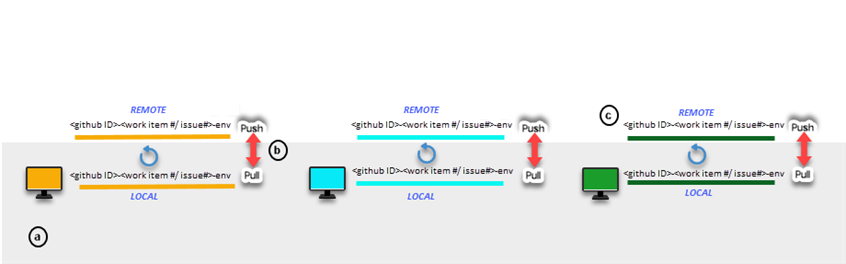 REMOTE
<github ID>-<work item #/ issue#>-env
Push
b
<github ID>-<work item #/ issue#>-env
Pull
LOCAL
a
REMOTE
<github ID>-<work item #/ issue#>-env
Push
<github ID>-<work item #/ issue#>-env
Pull
LOCAL
c
REMOTE
<github ID>-<work item #/ issue#>-env
Push
<github ID>-<work item #/ issue#>-env
Pull
LOCAL